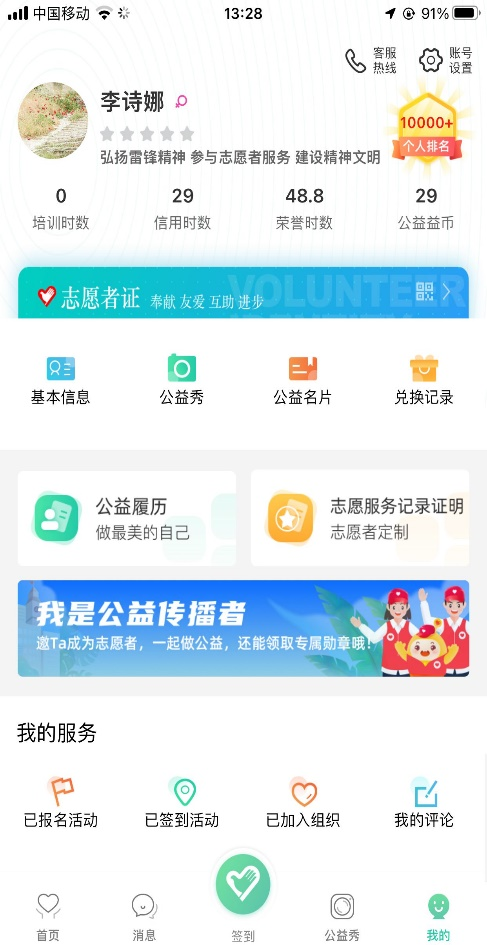 中国移动 13:28 91%
客服热线 账号设置
李诗娜
10000+
个人排名
弘扬雷锋精神 参与志愿者服务 建设精神文明
0 29 48.8 29
培训时数 信用时数 荣誉时数 公益益币
志愿者证 奉献 友爱 互助 进步
VOLUNTEER
基本信息 公益秀 公益名片 兑换记录
公益履历 志愿服务记录证明
做最美的自己 志愿者定制
我是公益传播者
邀Ta成为志愿者，一起做公益，还能领取专属勋章哦！
我的服务
已报名活动 已签到活动 已加入组织 我的评论
首页 消息 签到 公益秀 我的